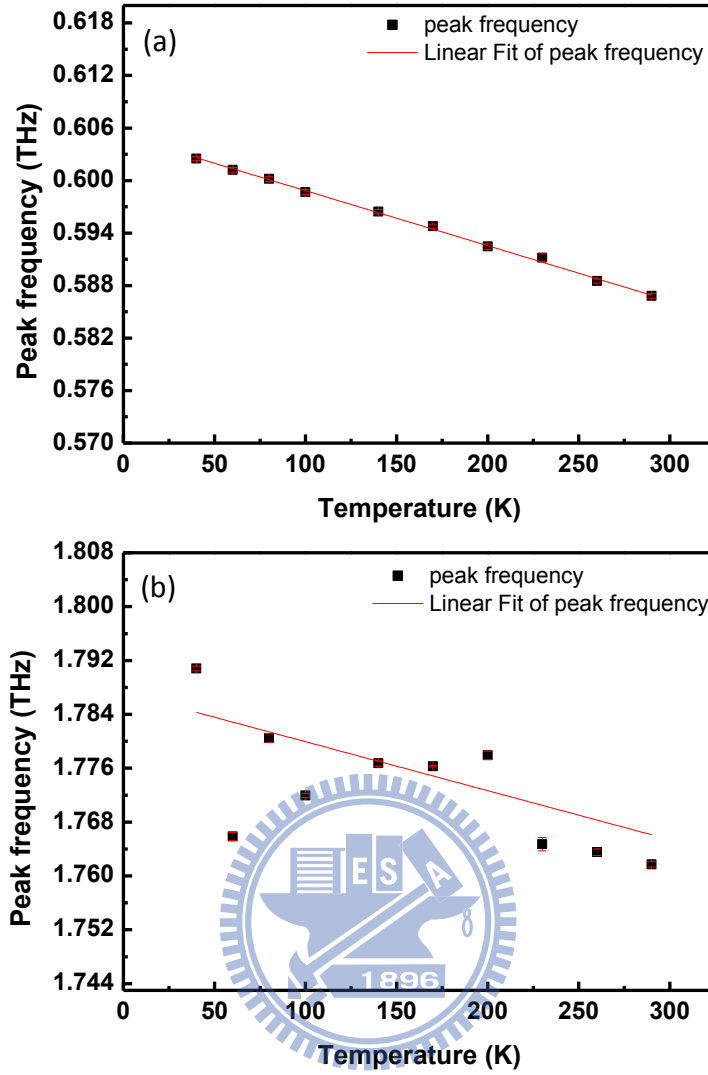 (a)
peak frequency
Linear Fit of peak frequency
0.618
0.612
0.606
0.600
0.594
0.588
0.582
0.576
0.570
Peak frequency (THz)
0 50 100 150 200 250 300
Temperature (K)
(b)
peak frequency
Linear Fit of peak frequency
1.808
1.800
1.792
1.784
1.776
1.768
1.760
1.752
1.744
Peak frequency (THz)
E S A
1896
0 50 100 150 200 250 300
Temperature (K)